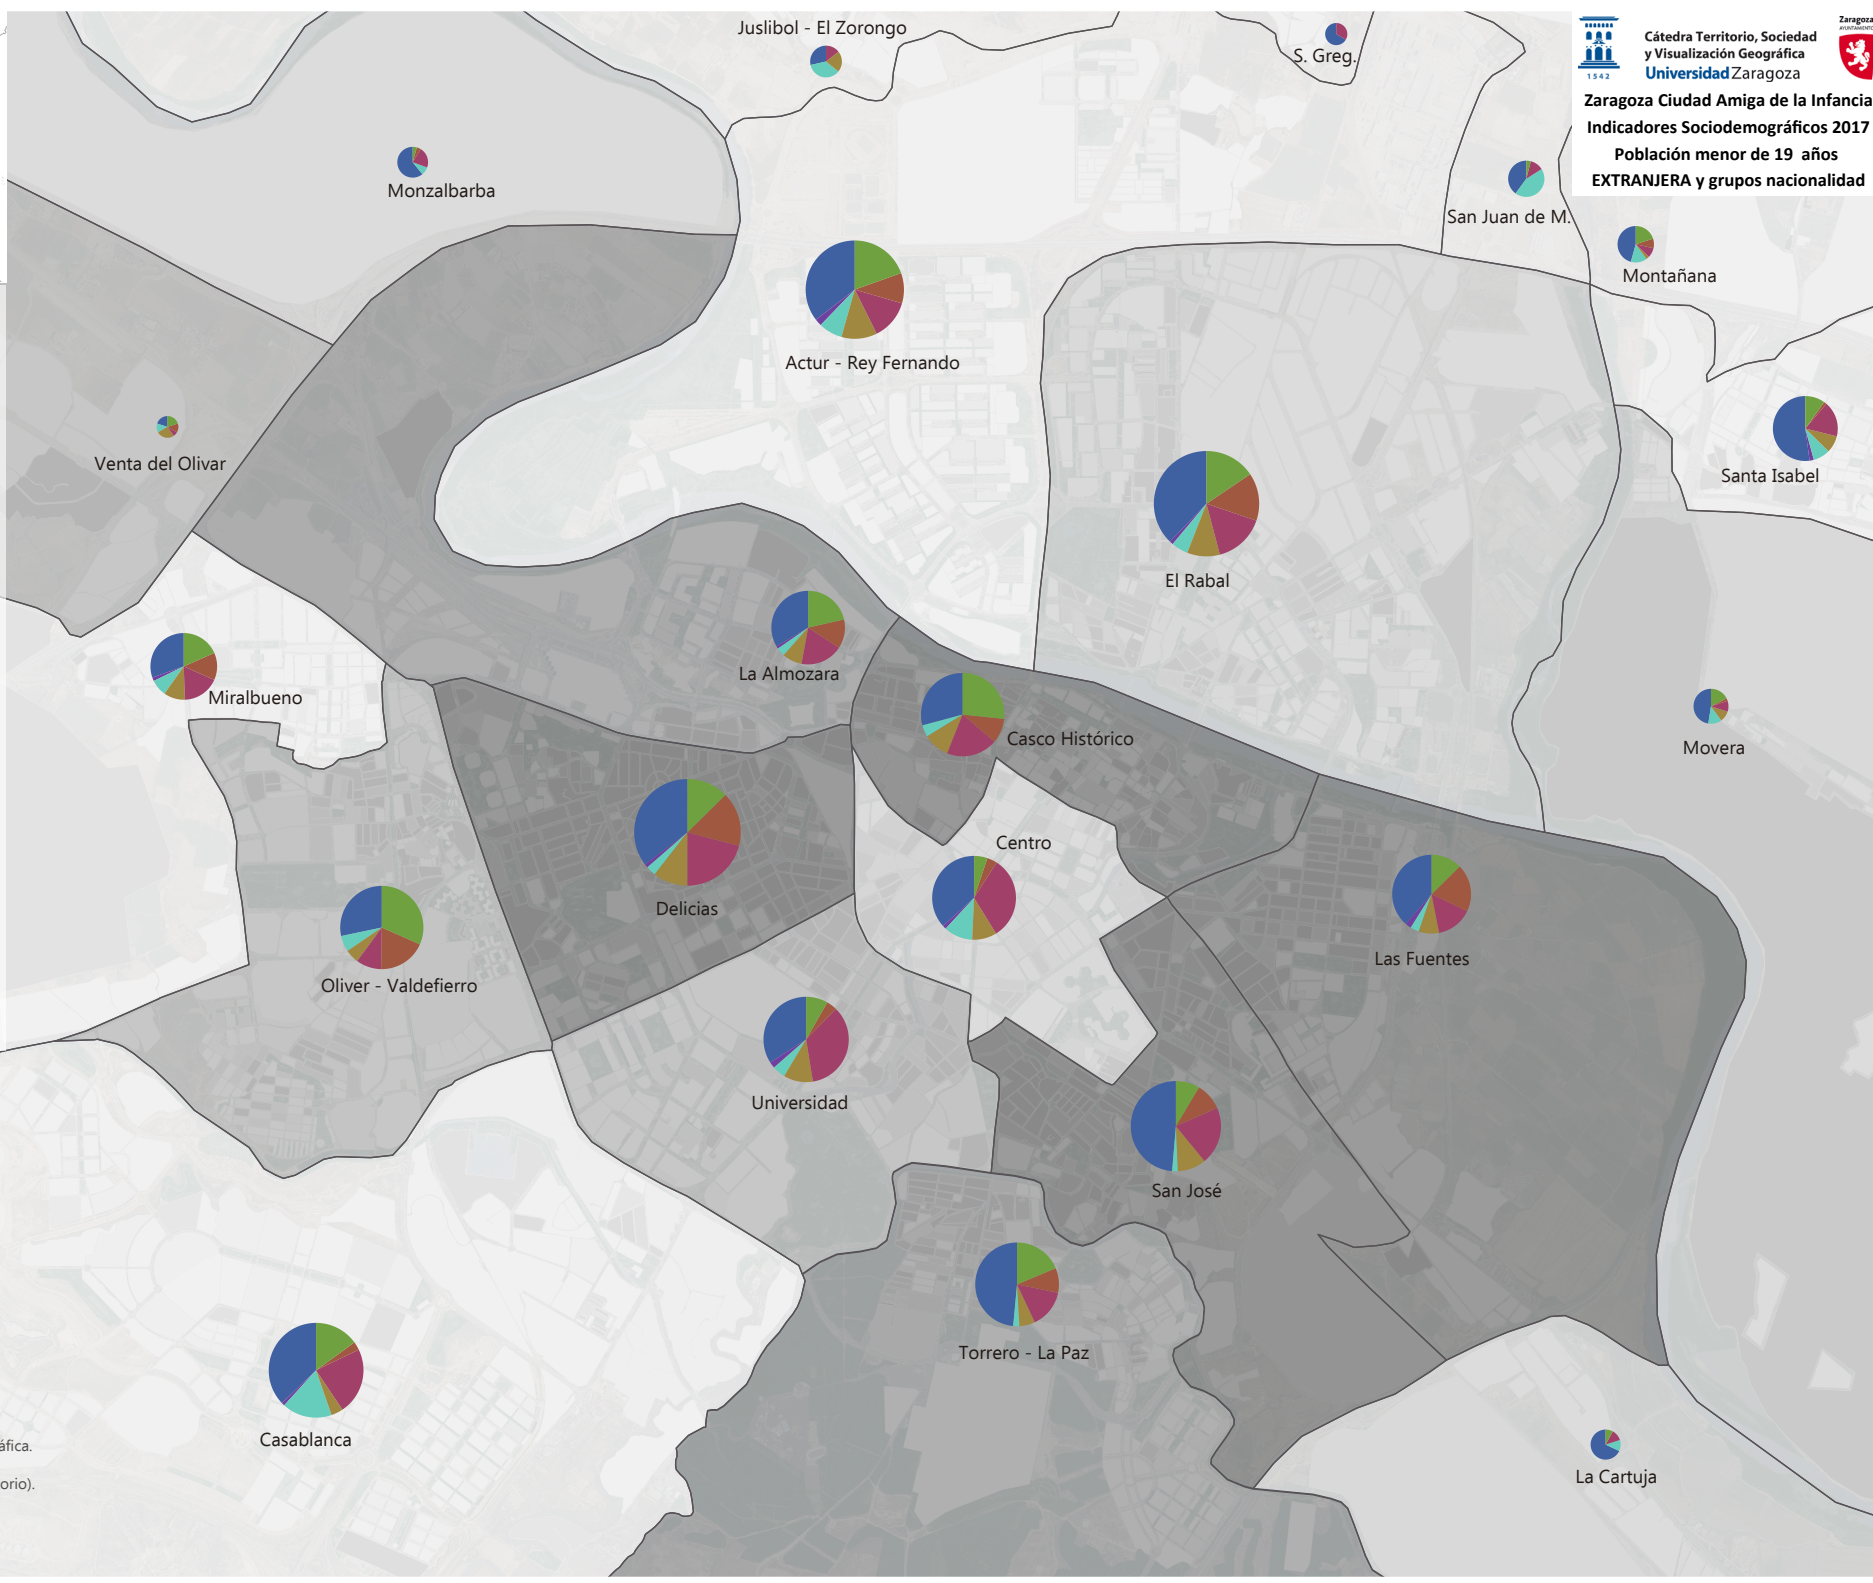 Juslibol - El Zorongo
S. Greg.
1542
Cátedra Territorio, Sociedad
y Visualización Geográfica
Universidad Zaragoza
Zaragoza
AYUNTAMIENTO
Zaragoza Ciudad Amiga de la Infancia
Indicadores Sociodemográficos 2017
Población menor de 19 años
EXTRANJERA y grupos nacionalidad
Monzalbarba
San Juan de M.
Montañana
Actur - Rey Fernando
Venta del Olivar
Santa Isabel
El Rabal
La Almozara
Miralbueno
Casco Histórico
Movera
Centro
Delicias
Las Fuentes
Oliver - Valdefierro
Universidad
San José
Torrero - La Paz
Casablanca
áfica.
La Cartuja
orio).